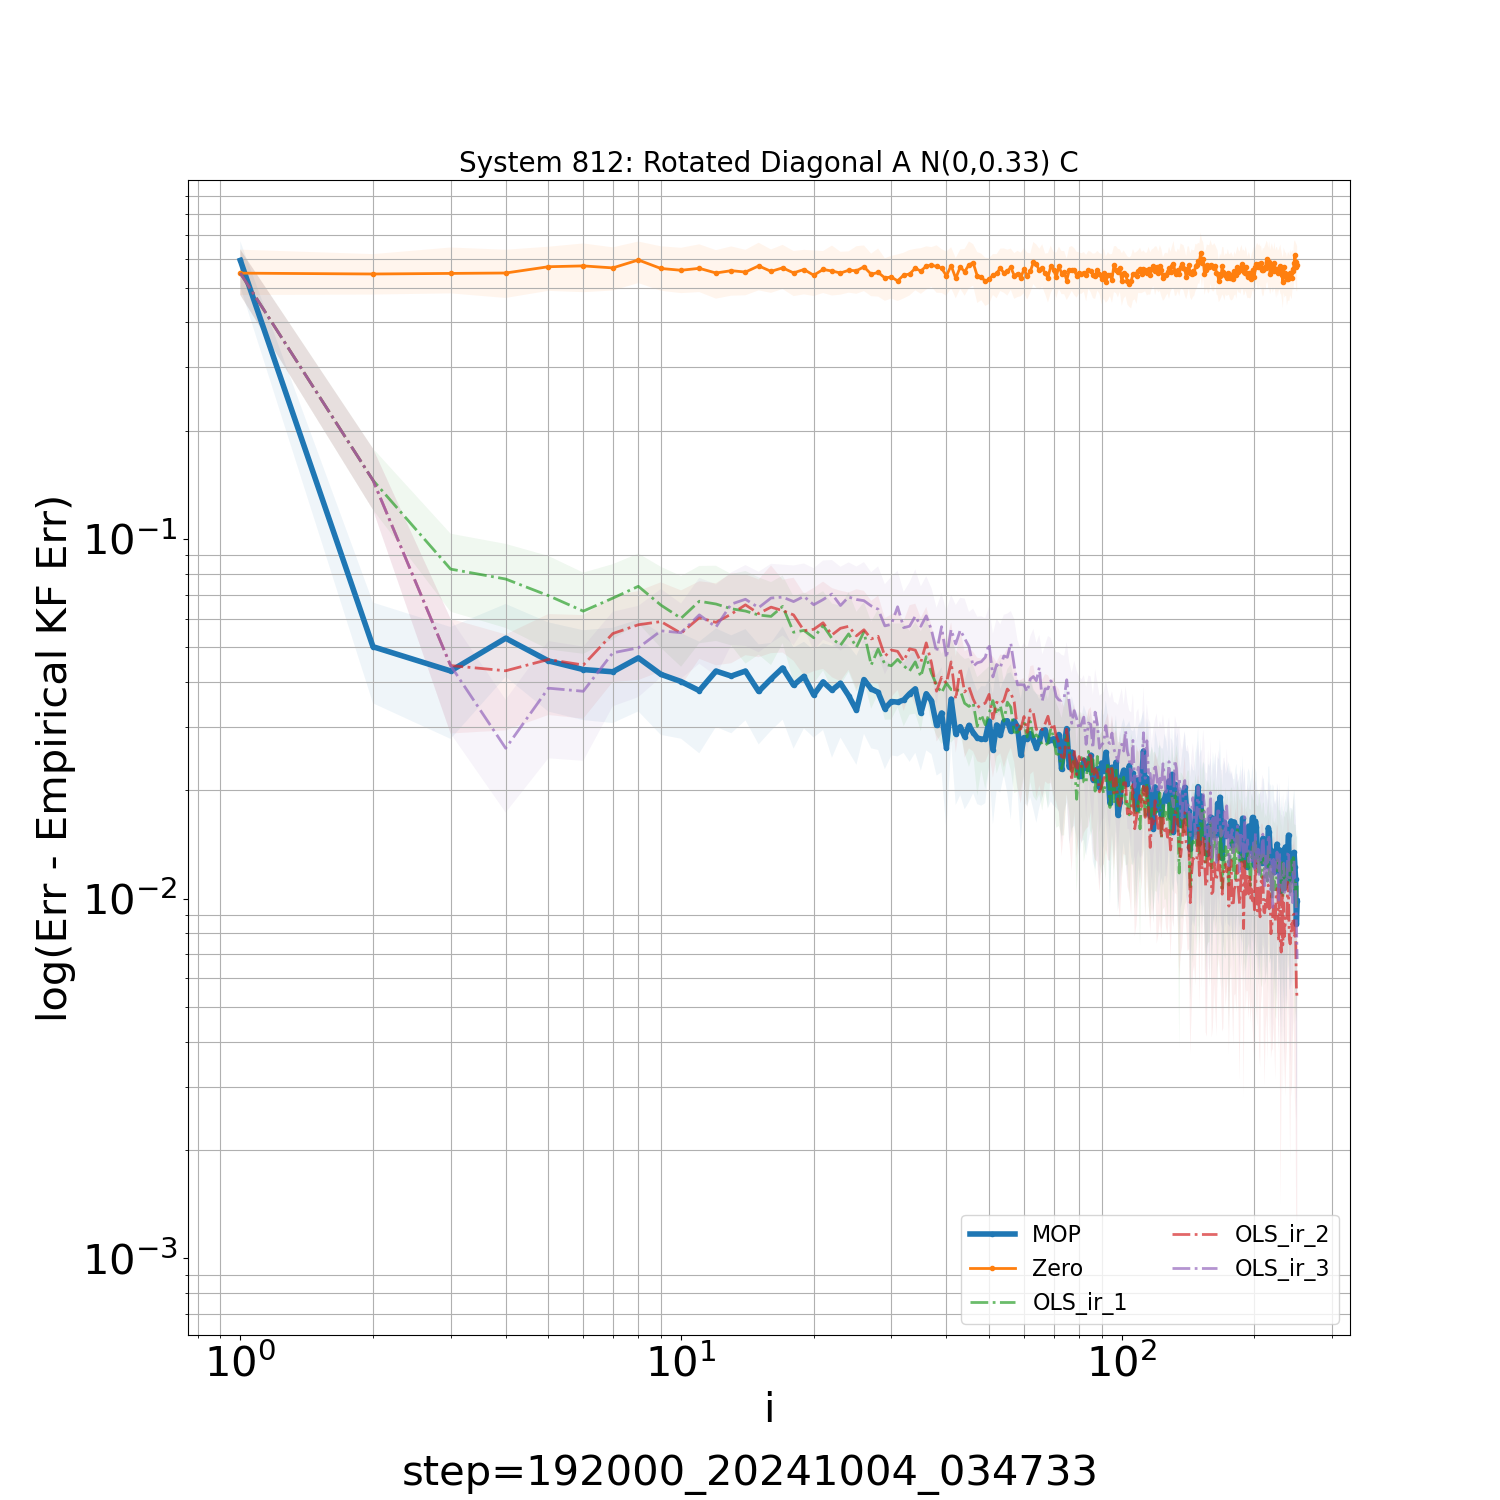 System 812: Rotated Diagonal A N(0,0.33) C
log(Err - Empirical KF Err)
10⁻¹
10⁻²
10⁻³
MOP
Zero
OLS_ir_1
OLS_ir_2
OLS_ir_3
10⁰ 10¹ 10²
i
step=192000_20241004_034733